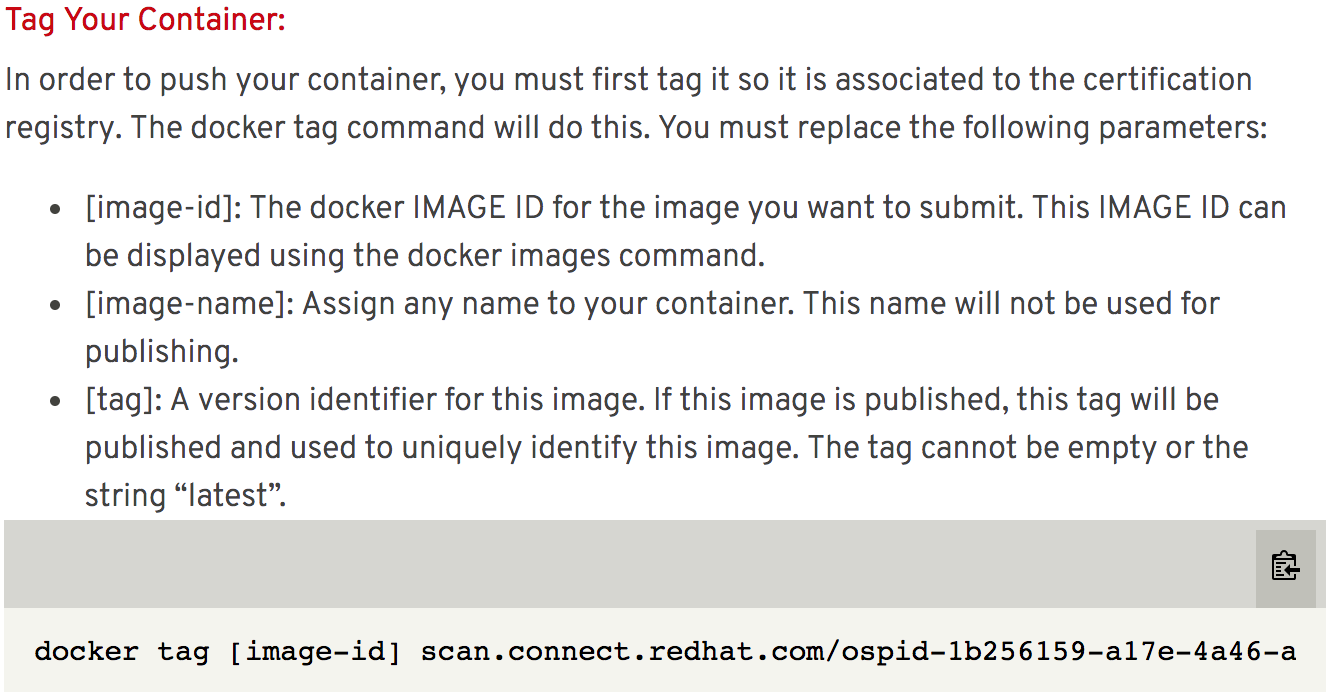 Tag Your Container:
In order to push your container, you must first tag it so it is associated to the certification
registry. The docker tag command will do this. You must replace the following parameters:
• [image-id]: The docker IMAGE ID for the image you want to submit. This IMAGE ID can
be displayed using the docker images command.
• [image-name]: Assign any name to your container. This name will not be used for
publishing.
• [tag]: A version identifier for this image. If this image is published, this tag will be
published and used to uniquely identify this image. The tag cannot be empty or the
string “latest”.
docker tag [image-id] scan.connect.redhat.com/ospid-1b256159-a17e-4a46-a